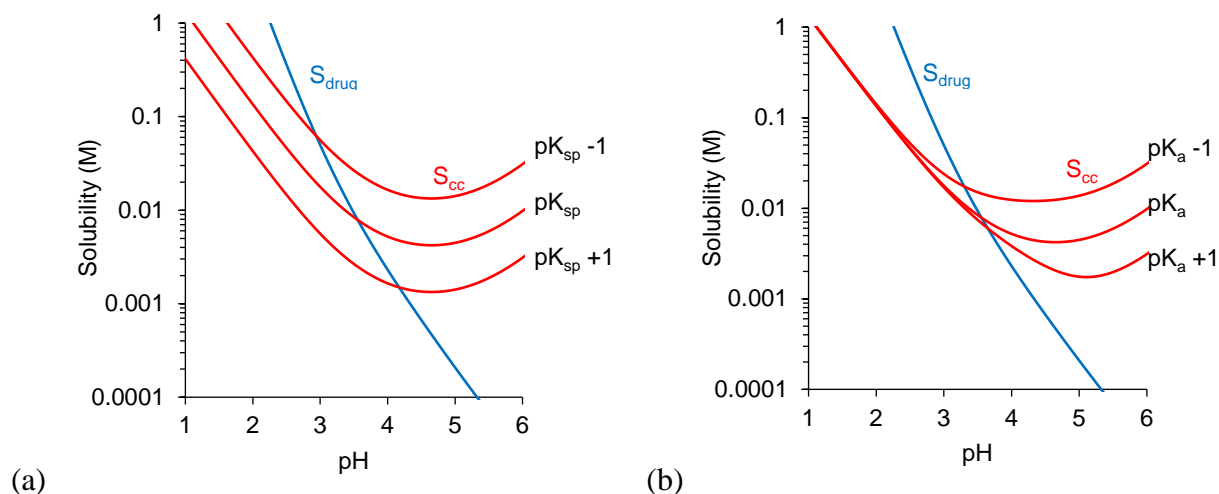 Solubility (M)
1
0.1
0.01
0.001
0.0001
S_drug
S_cc
pK_sp -1
pK_sp
pK_sp +1
1 2 3 4 5 6
pH
(a)
Solubility (M)
1
0.1
0.01
0.001
0.0001
S_drug
S_cc
pK_a -1
pK_a
pK_a +1
1 2 3 4 5 6
pH
(b)